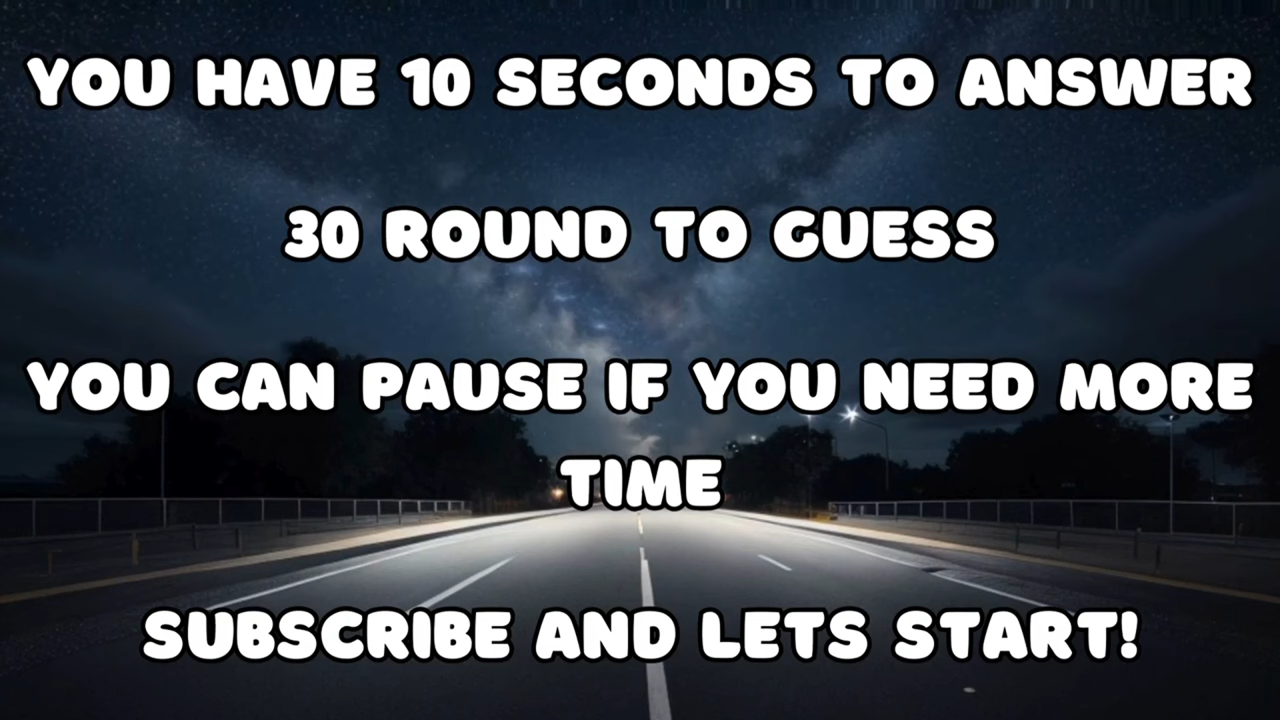 YOU HAVE 10 SECONDS TO ANSWER
30 ROUND TO GUESS
YOU CAN PAUSE IF YOU NEED MORE
TIME
SUBSCRIBE AND LETS START!